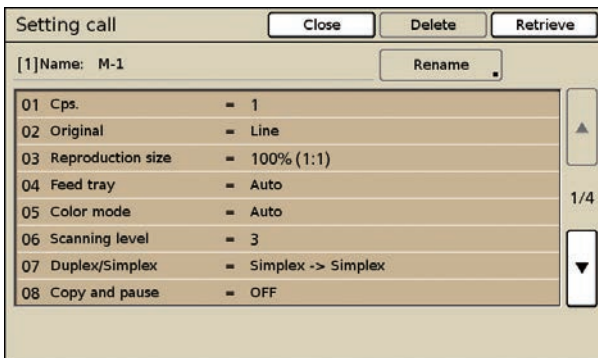 Setting call Close Delete Retrieve
[1]Name: M-1 Rename
01 Cps. = 1
02 Original = Line
03 Reproduction size = 100% (1:1)
04 Feed tray = Auto
05 Color mode = Auto
06 Scanning level = 3
07 Duplex/Simplex = Simplex -> Simplex
08 Copy and pause = OFF
1/4